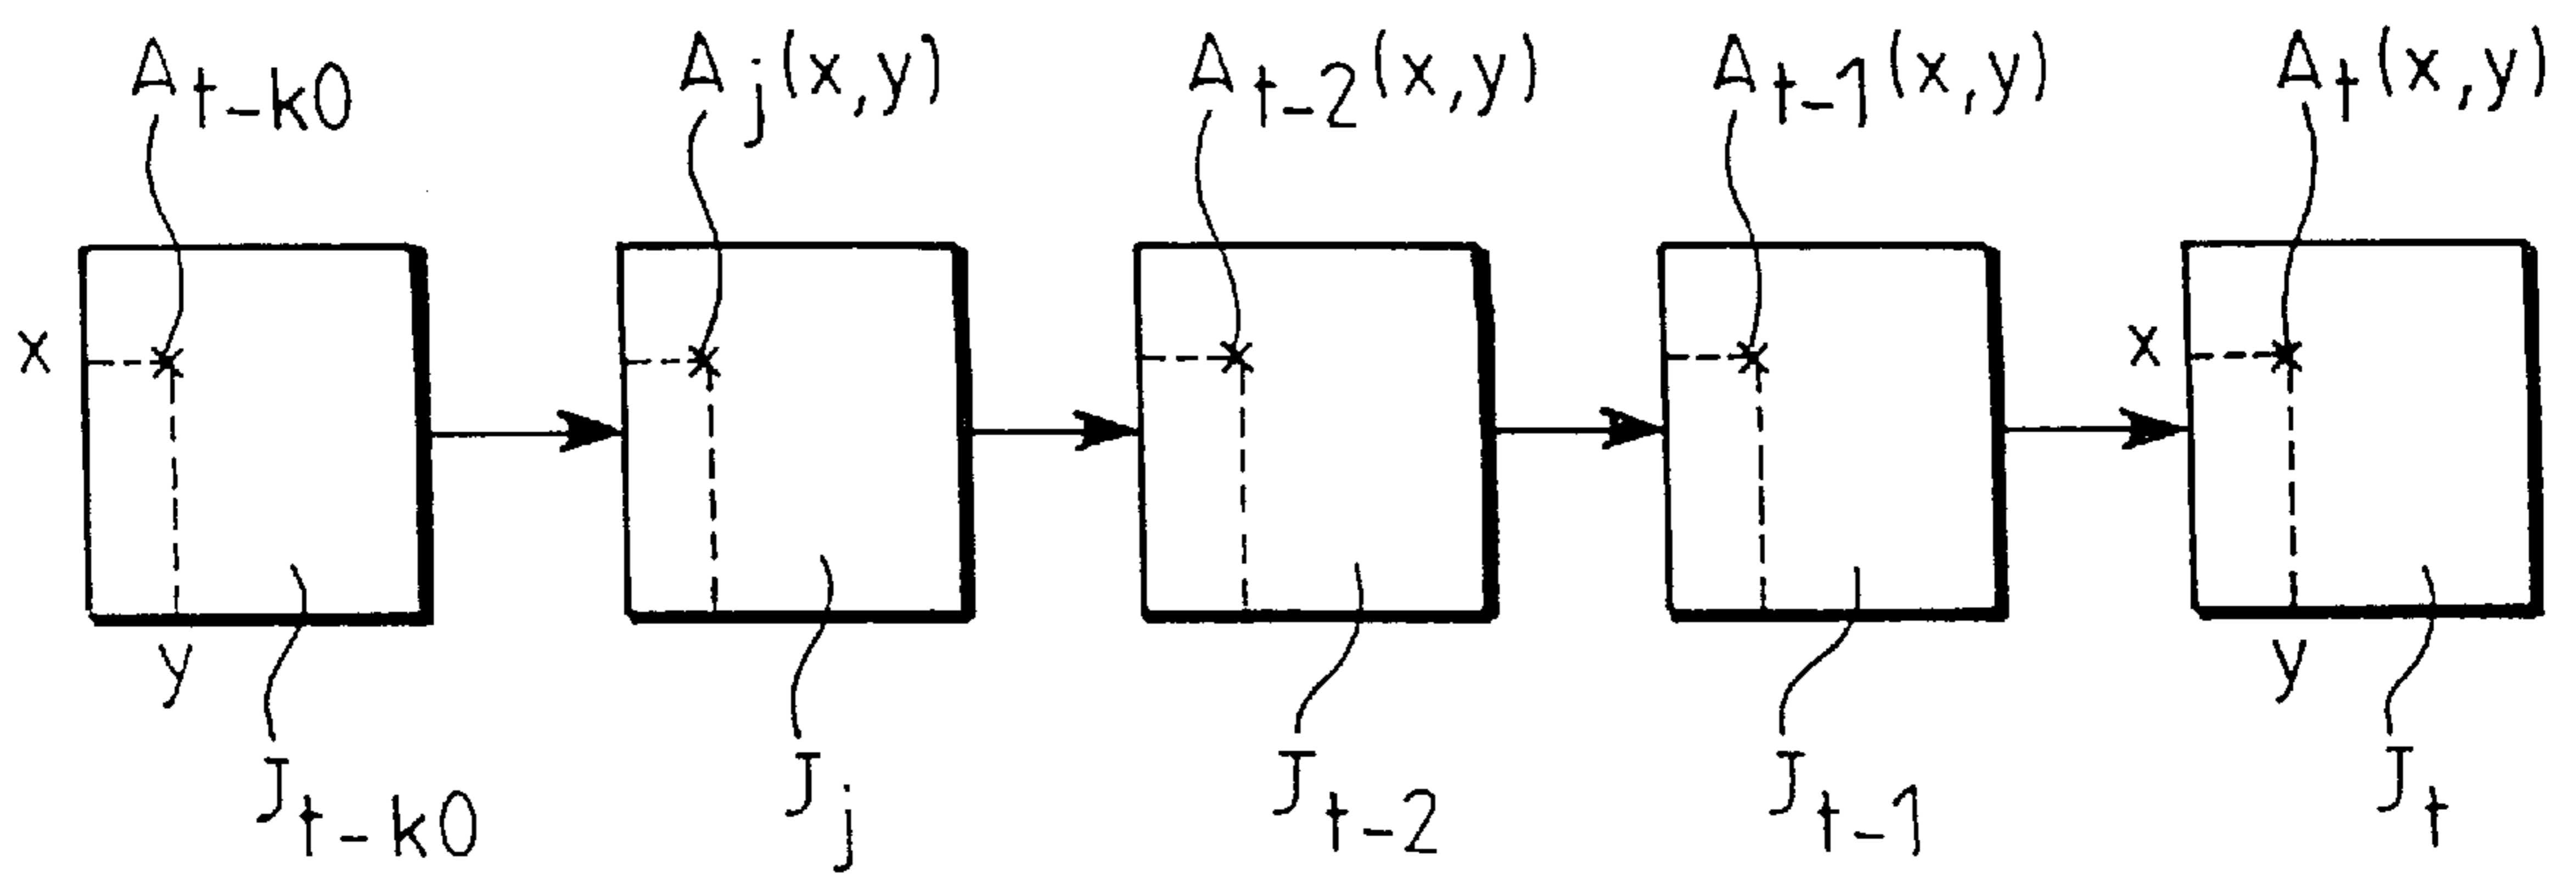 A t-k0 A j(x,y) A t-2(x,y) A t-1(x,y) A t(x,y)
x x
y y
J t-k0 J j J t-2 J t-1 J t